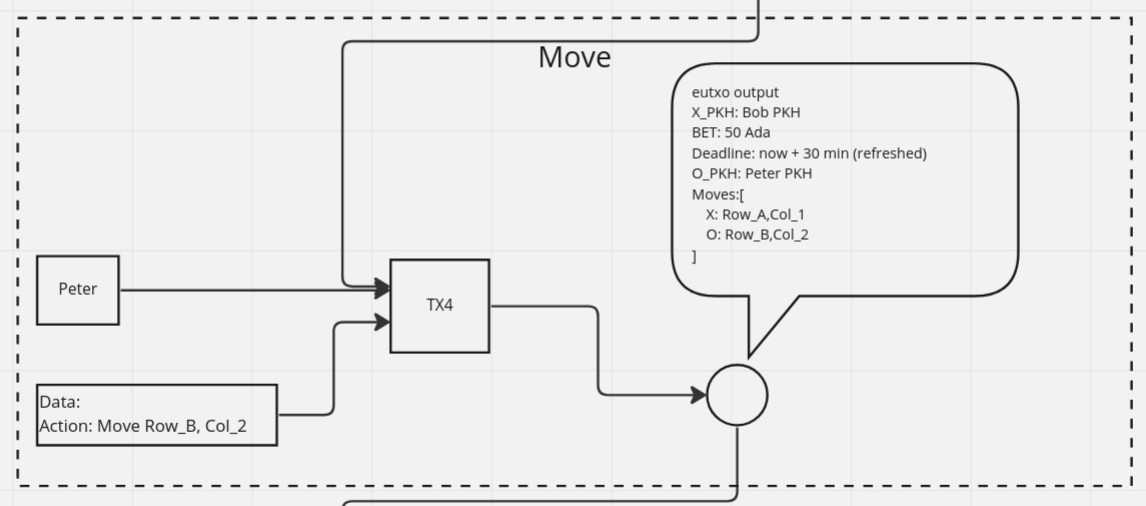 Move
eutxo output
X_PKH: Bob PKH
BET: 50 Ada
Deadline: now + 30 min (refreshed)
O_PKH: Peter PKH
Moves:[
X: Row_A,Col_1
O: Row_B,Col_2
]
Peter
TX4
Data:
Action: Move Row_B, Col_2